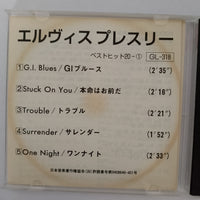 エルヴィス プレスリー
ベストヒット20-① GL-318
①G.I. Blues/GIブルース (2'35")
②Stuck On You/本命はお前だ (2'16")
③Trouble/トラブル (2'21")
④Surrender/サレンダー (1'52")
⑤One Night/ワンナイト (2'33")